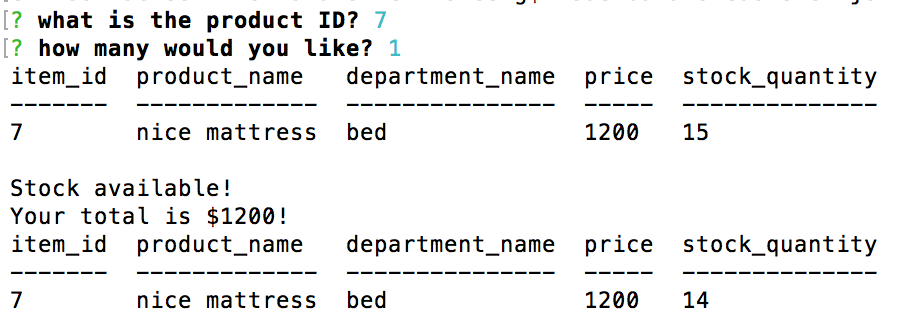 [? what is the product ID? 7
[? how many would you like? 1
item_id  product_name   department_name  price  stock_quantity
-------  -------------  ---------------  -----  --------------
7        nice mattress  bed              1200   15
Stock available!
Your total is $1200!
item_id  product_name   department_name  price  stock_quantity
-------  -------------  ---------------  -----  --------------
7        nice mattress  bed              1200   14